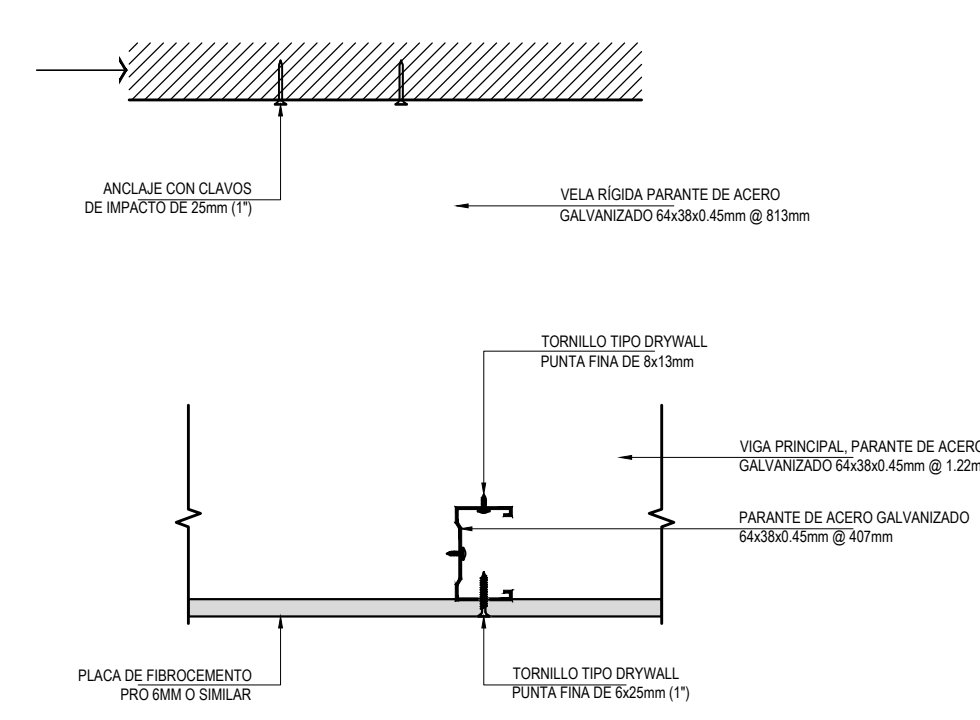 ANCLAJE CON CLAVOS
DE IMPACTO DE 25mm (1")
VELA RÍGIDA PARANTE DE ACERO
GALVANIZADO 64x38x0.45mm @ 813mm
TORNILLO TIPO DRYWALL
PUNTA FINA DE 8x13mm
VIGA PRINCIPAL, PARANTE DE ACERO
GALVANIZADO 64x38x0.45mm @ 1.22m
PARANTE DE ACERO GALVANIZADO
64x38x0.45mm @ 407mm
PLACA DE FIBROCEMENTO
PRO 6MM O SIMILAR
TORNILLO TIPO DRYWALL
PUNTA FINA DE 6x25mm (1")